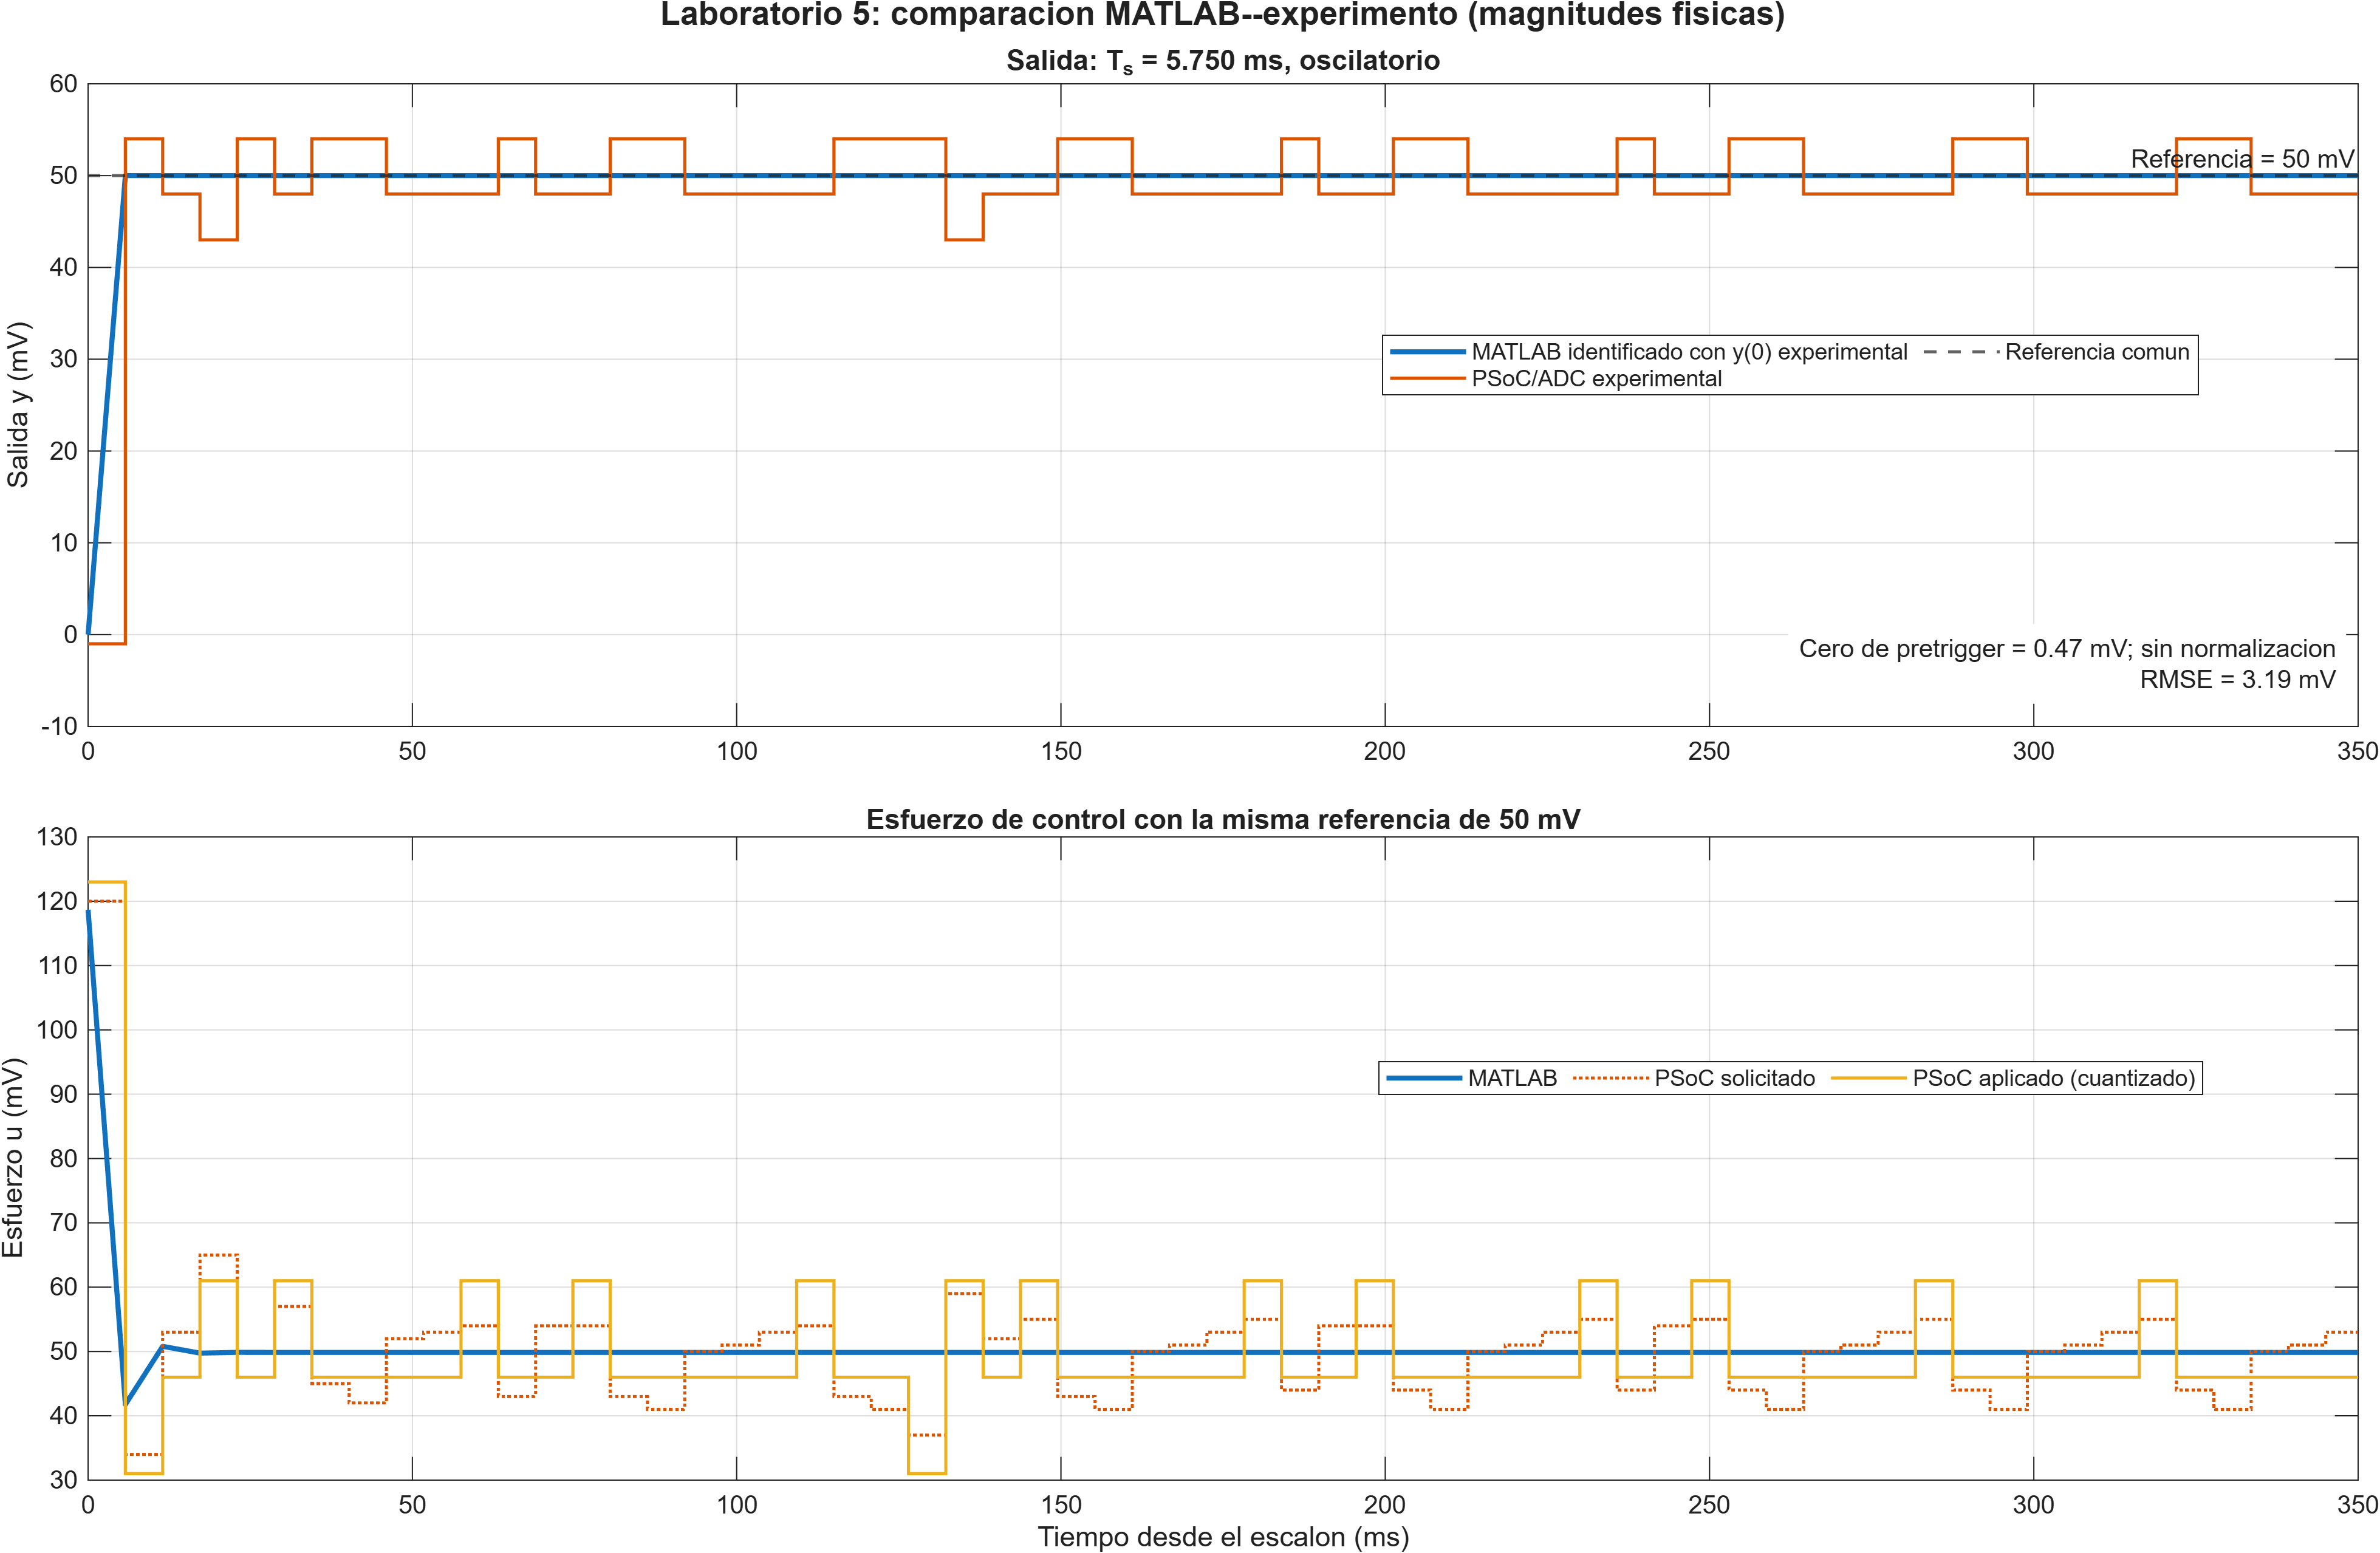 Laboratorio 5: comparacion MATLAB--experimento (magnitudes fisicas)
Salida: Ts = 5.750 ms, oscilatorio
60
50
40
30
20
10
0
-10
Salida y (mV)
Referencia = 50 mV
MATLAB identificado con y(0) experimental
Referencia comun
PSoC/ADC experimental
Cero de pretrigger = 0.47 mV; sin normalizacion
RMSE = 3.19 mV
0 50 100 150 200 250 300 350
Esfuerzo de control con la misma referencia de 50 mV
130
120
110
100
90
80
70
60
50
40
30
Esfuerzo u (mV)
MATLAB
PSoC solicitado
PSoC aplicado (cuantizado)
0 50 100 150 200 250 300 350
Tiempo desde el escalon (ms)